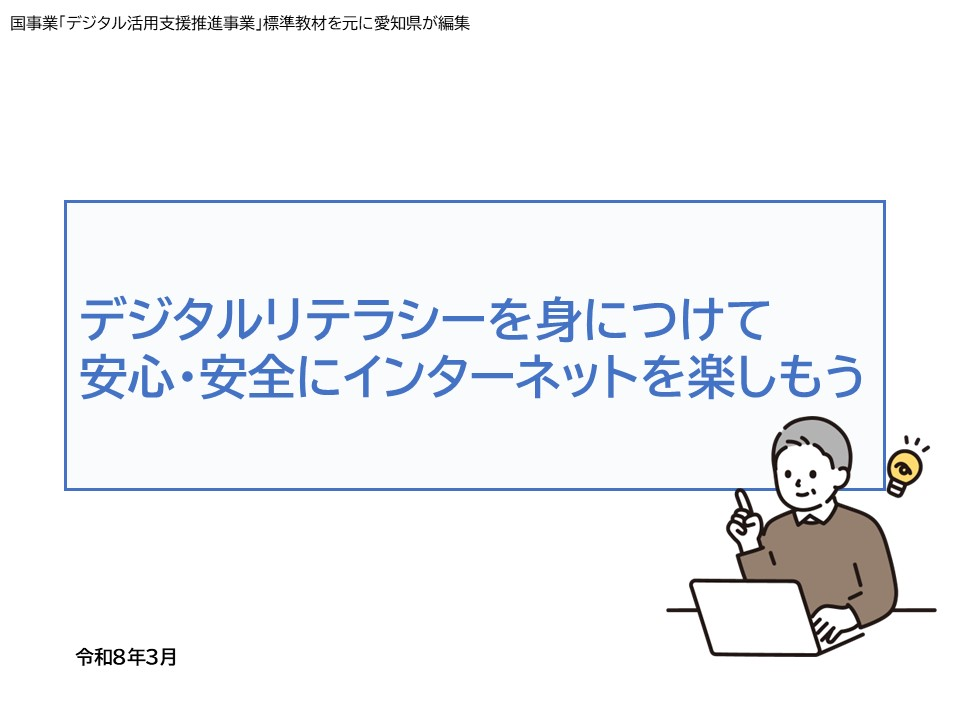 国事業「デジタル活用支援推進事業」標準教材を元に愛知県が編集
デジタルリテラシーを身につけて
安心・安全にインターネットを楽しもう
令和8年3月